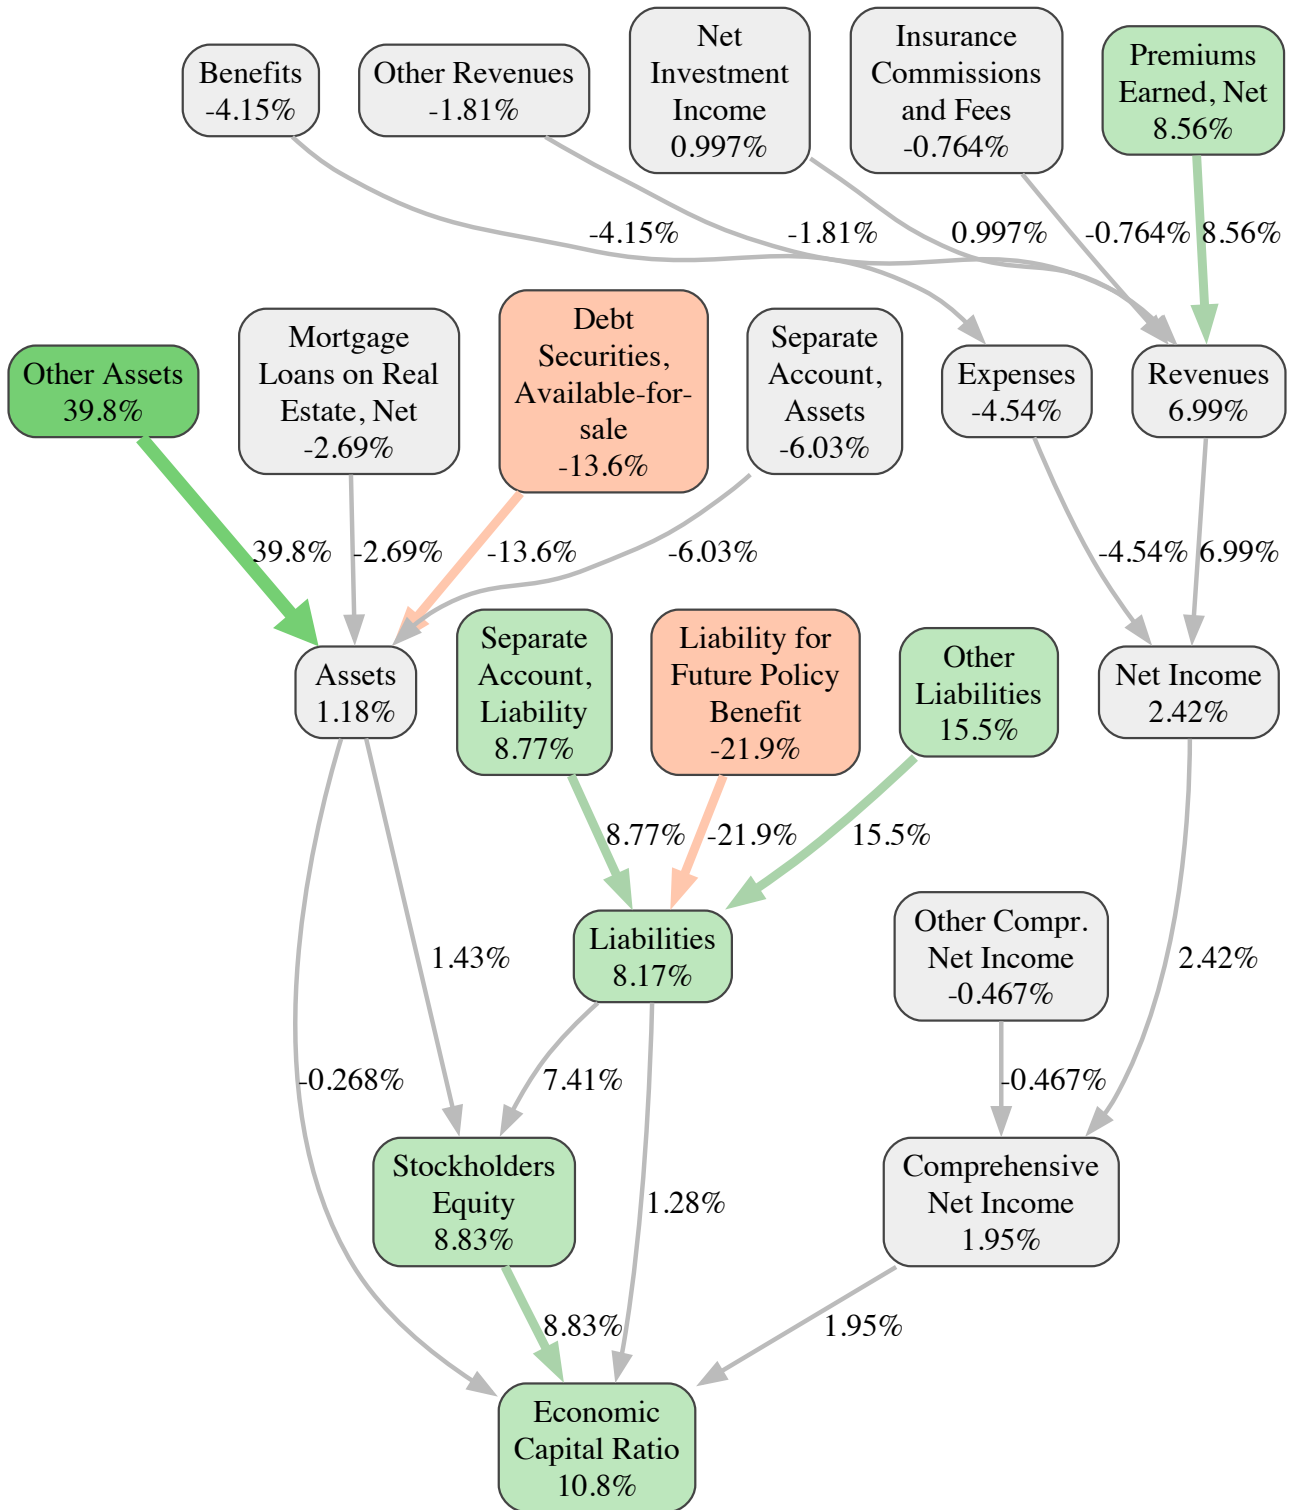 Benefits
-4.15%
Other Revenues
-1.81%
Net
Investment
Income
0.997%
Insurance
Commissions
and Fees
-0.764%
Premiums
Earned, Net
8.56%
-4.15%
-1.81%
0.997%
-0.764%
8.56%
Other Assets
39.8%
Mortgage
Loans on Real
Estate, Net
-2.69%
Debt
Securities,
Available-for-
sale
-13.6%
Separate
Account,
Assets
-6.03%
Expenses
-4.54%
Revenues
6.99%
39.8%
-2.69%
-13.6%
-6.03%
-4.54%
6.99%
Assets
1.18%
Separate
Account,
Liability
8.77%
Liability for
Future Policy
Benefit
-21.9%
Other
Liabilities
15.5%
Net Income
2.42%
8.77%
-21.9%
15.5%
Liabilities
8.17%
Other Compr.
Net Income
-0.467%
1.43%
2.42%
-0.268%
7.41%
-0.467%
Stockholders
Equity
8.83%
1.28%
Comprehensive
Net Income
1.95%
8.83%
1.95%
Economic
Capital Ratio
10.8%